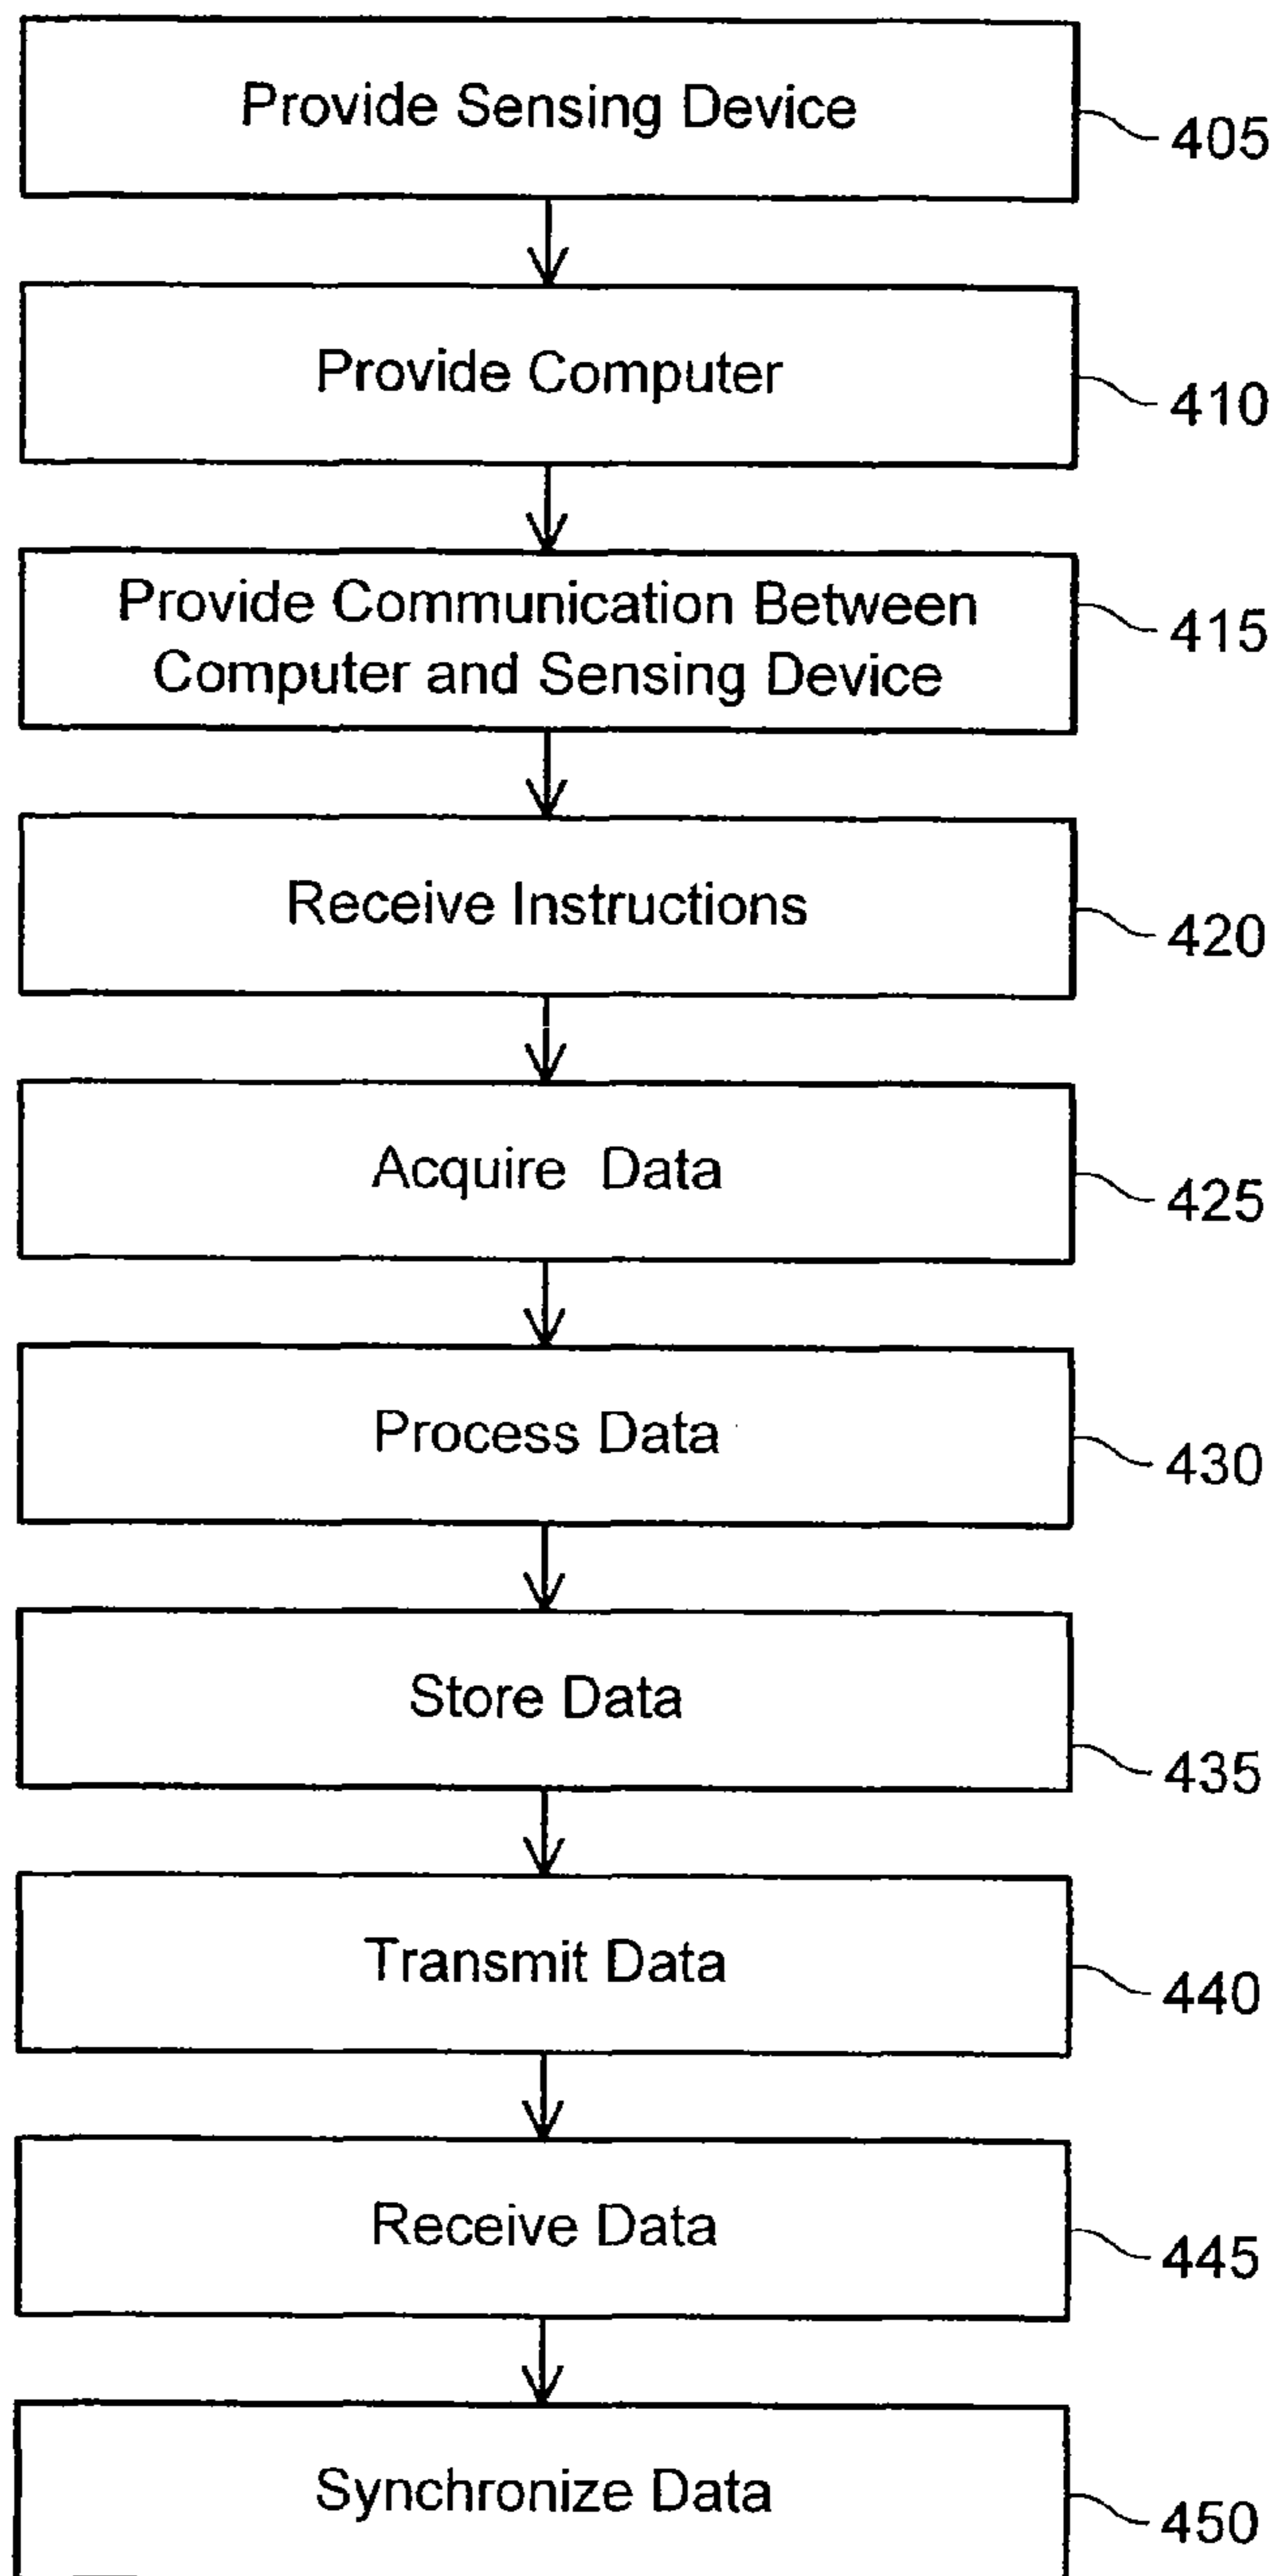 Provide Sensing Device
405
Provide Computer
410
Provide Communication Between
Computer and Sensing Device
415
Receive Instructions
420
Acquire Data
425
Process Data
430
Store Data
435
Transmit Data
440
Receive Data
445
Synchronize Data
450